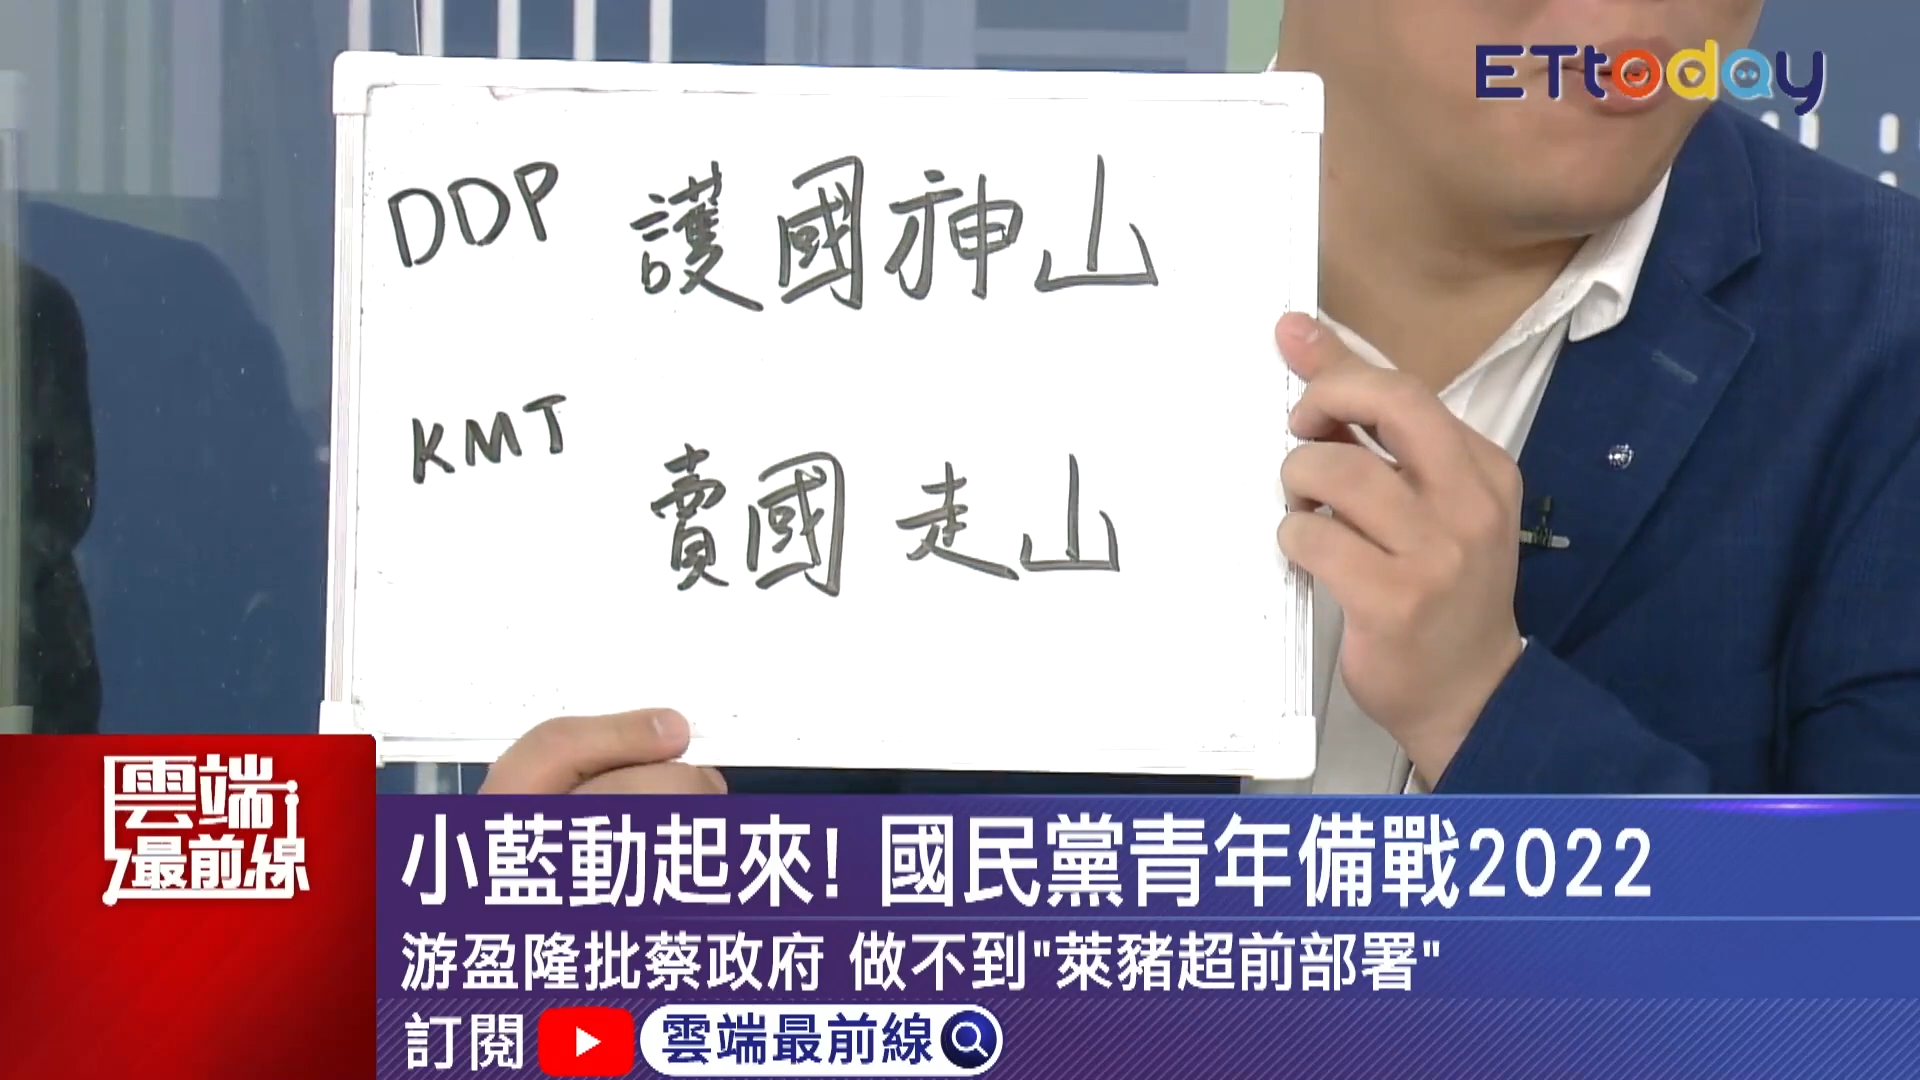 ETtoday
DDP 護國神山
KMT 賣國走山
雲端最前線
小藍動起來! 國民黨青年備戰2022
游盈隆批蔡政府 做不到"萊豬超前部署"
訂閱 雲端最前線